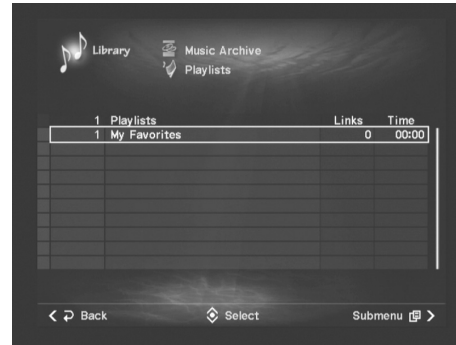 Library Music Archive
Playlists
1 Playlists Links Time
1 My Favorites 0 00:00
Back Select Submenu